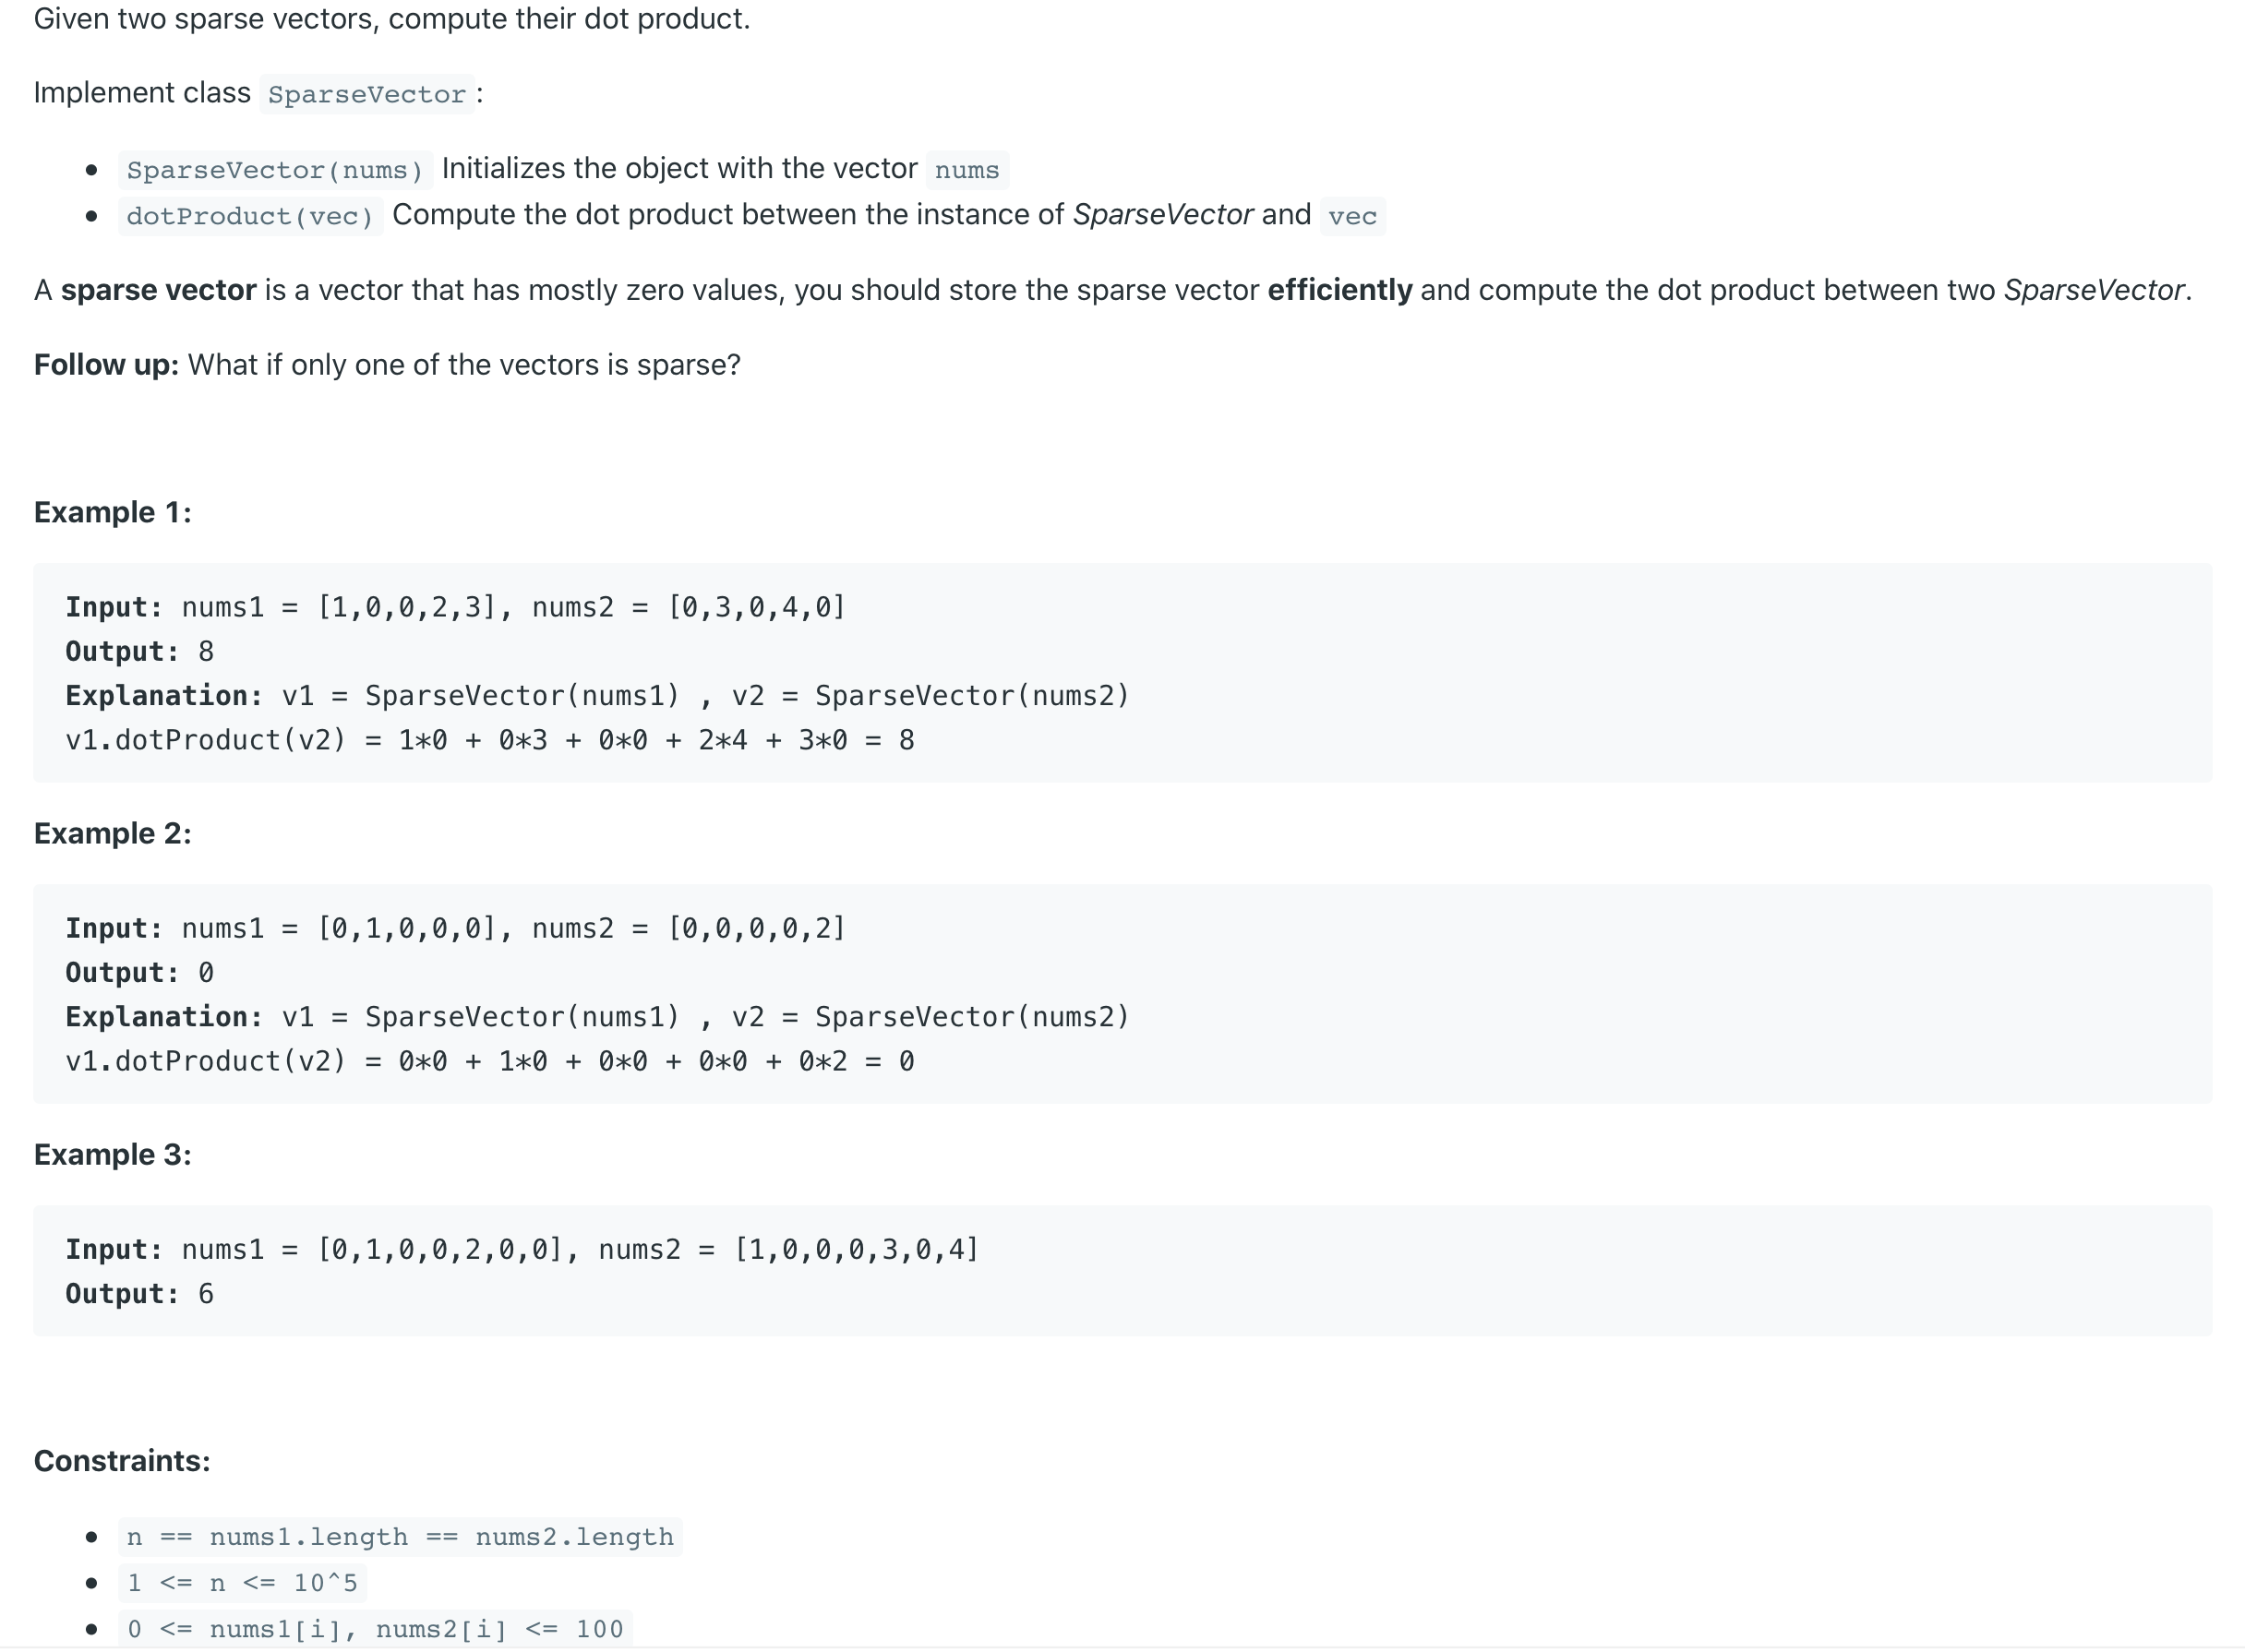 Given two sparse vectors, compute their dot product.
Implement class SparseVector:
• SparseVector(nums) Initializes the object with the vector nums
• dotProduct(vec) Compute the dot product between the instance of SparseVector and vec
A sparse vector is a vector that has mostly zero values, you should store the sparse vector efficiently and compute the dot product between two SparseVector.
Follow up: What if only one of the vectors is sparse?
Example 1:
Input: nums1 = [1,0,0,2,3], nums2 = [0,3,0,4,0]
Output: 8
Explanation: v1 = SparseVector(nums1) , v2 = SparseVector(nums2)
v1.dotProduct(v2) = 1*0 + 0*3 + 0*0 + 2*4 + 3*0 = 8
Example 2:
Input: nums1 = [0,1,0,0,0], nums2 = [0,0,0,0,2]
Output: 0
Explanation: v1 = SparseVector(nums1) , v2 = SparseVector(nums2)
v1.dotProduct(v2) = 0*0 + 1*0 + 0*0 + 0*0 + 0*2 = 0
Example 3:
Input: nums1 = [0,1,0,0,2,0,0], nums2 = [1,0,0,0,3,0,4]
Output: 6
Constraints:
• n == nums1.length == nums2.length
• 1 <= n <= 10^5
• 0 <= nums1[i], nums2[i] <= 100